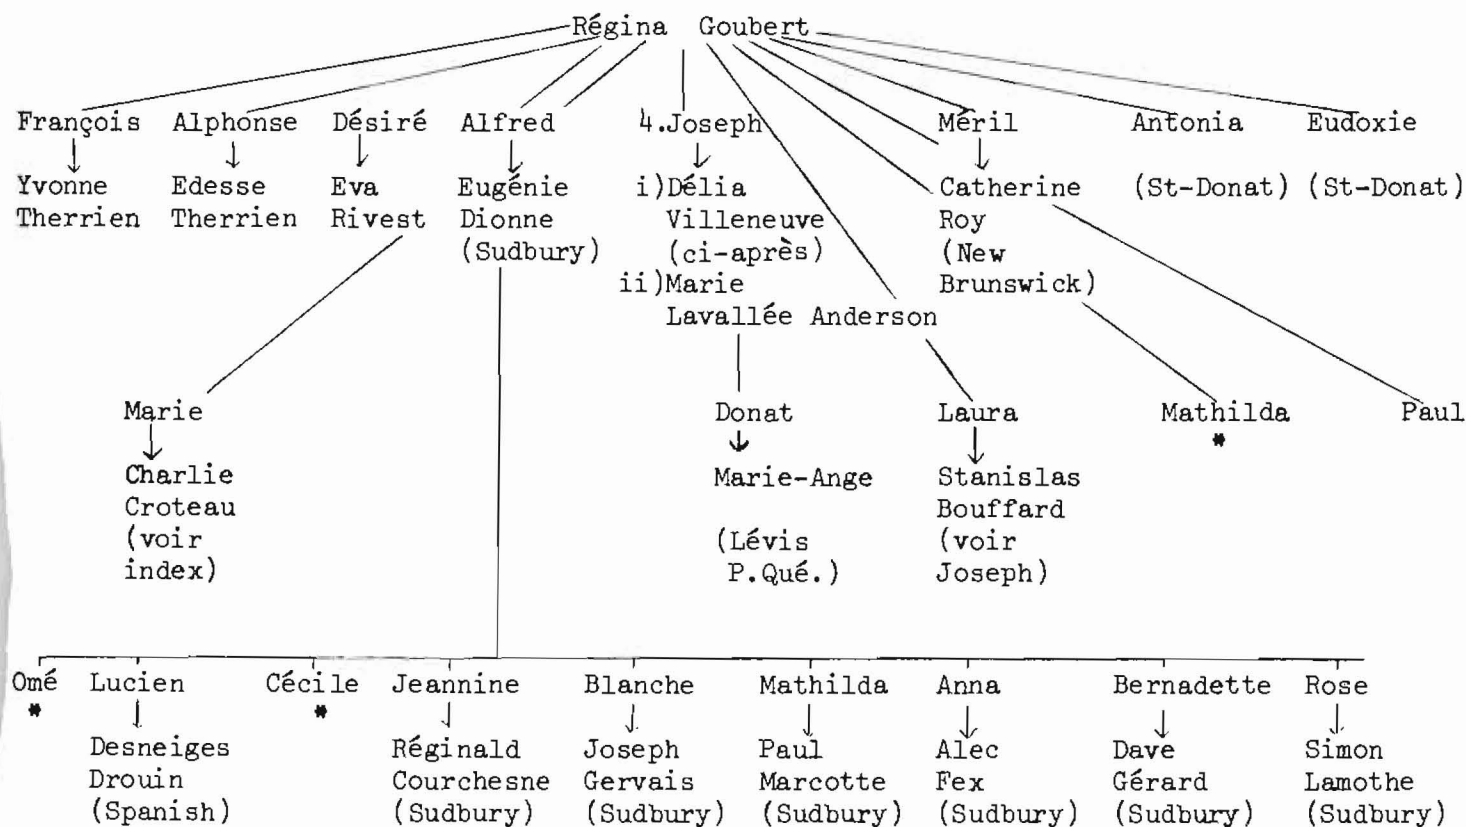 Régina Goubert
François Alphonse Désiré Alfred 4.Joseph Méril Antonia Eudoxie
Yvonne Edesse Eva Eugénie i)Délia Catherine (St-Donat) (St-Donat)
Therrien Therrien Rivest Dionne Villeneuve Roy
(Sudbury) (ci-après) (New
ii)Marie Brunswick)
Lavallée Anderson
Marie Donat Laura Mathilda Paul
*
Charlie Marie-Ange Stanislas
Croteau Bouffard
(voir (Lévis (voir
index) P.Qué.) Joseph)
Omé Lucien Cécile Jeannine Blanche Mathilda Anna Bernadette Rose
* *
Desneiges Réginald Joseph Paul Alec Dave Simon
Drouin Courchesne Gervais Marcotte Fex Gérard Lamothe
(Spanish) (Sudbury) (Sudbury) (Sudbury) (Sudbury) (Sudbury) (Sudbury)